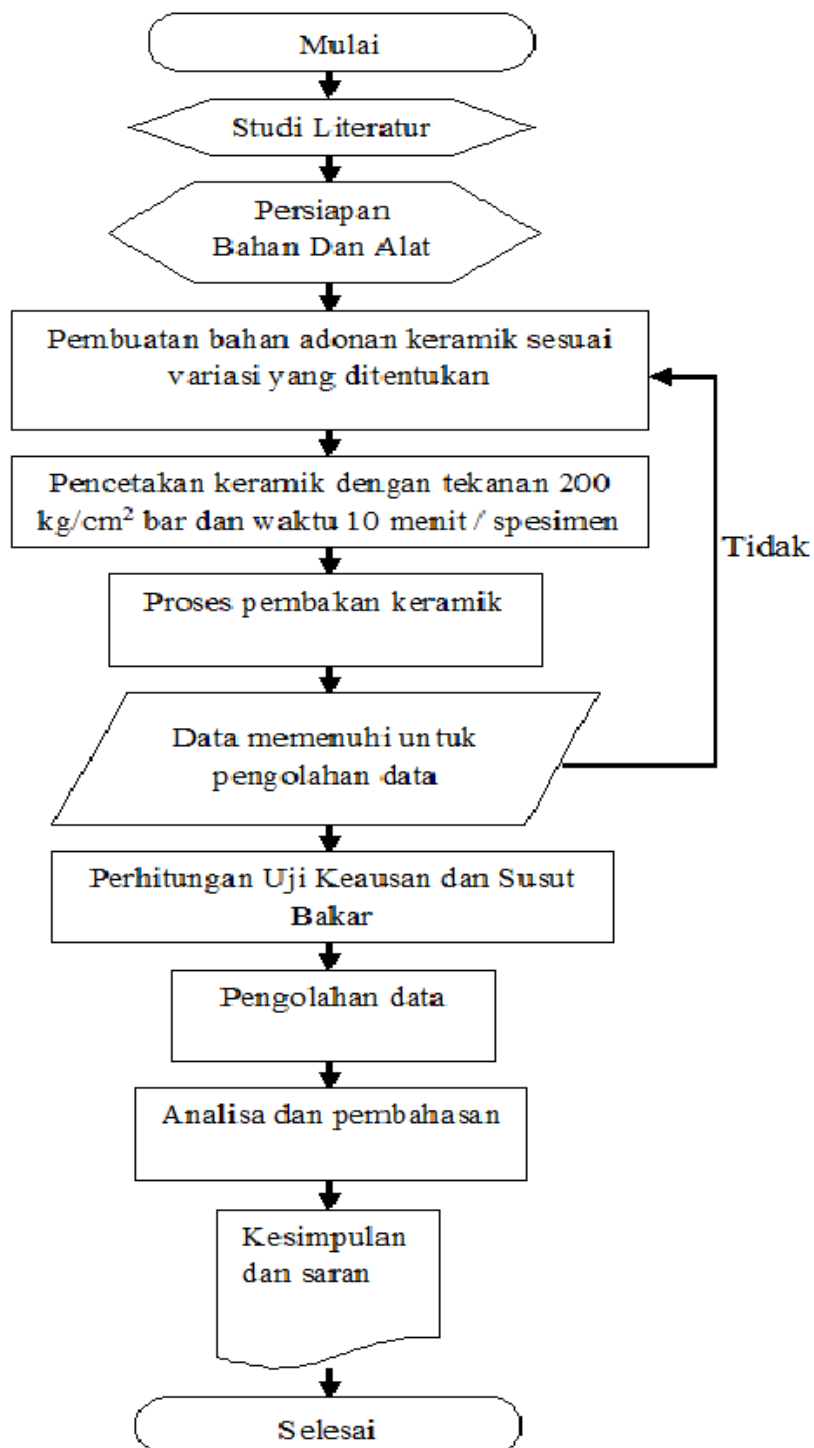 Mulai
Studi Literatur
Persiapan
Bahan Dan Alat
Pembuatan bahan adonan keramik sesuai
variasi yang ditentukan
Pencetakan keramik dengan tekanan 200
kg/cm² bar dan waktu 10 menit / spesimen
Tidak
Proses pembakan keramik
Data memenuhi untuk
pengolahan data
Perhitungan Uji Keausan dan Susut
Bakar
Pengolahan data
Analisa dan pembahasan
Kesimpulan
dan saran
Selesai